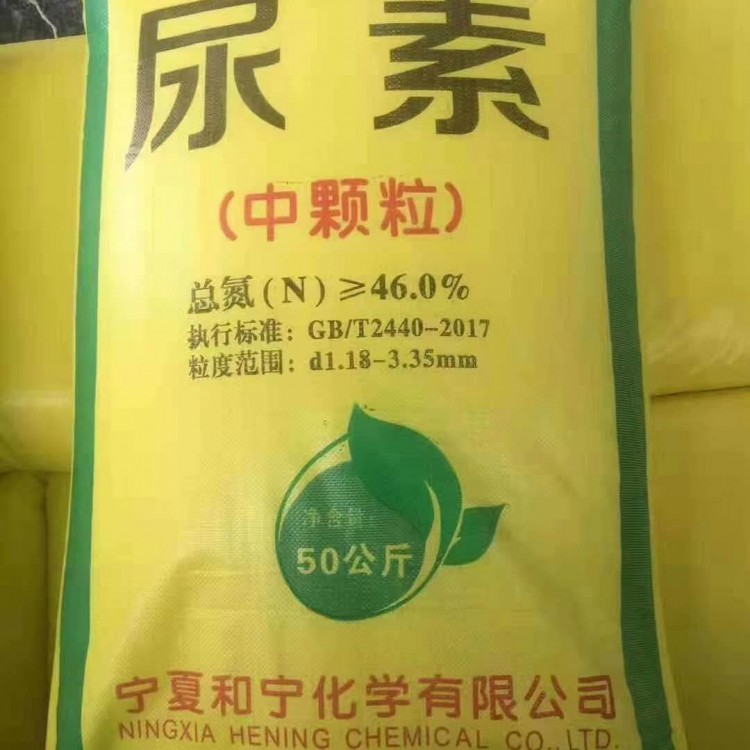 尿素
(中颗粒)
总氮(N)≥46.0%
执行标准：GB/T2440-2017
粒度范围：d1.18-3.35mm
净含量：
50公斤
宁夏和宁化学有限公司
NINGXIA HENING CHEMICAL CO.,LTD.